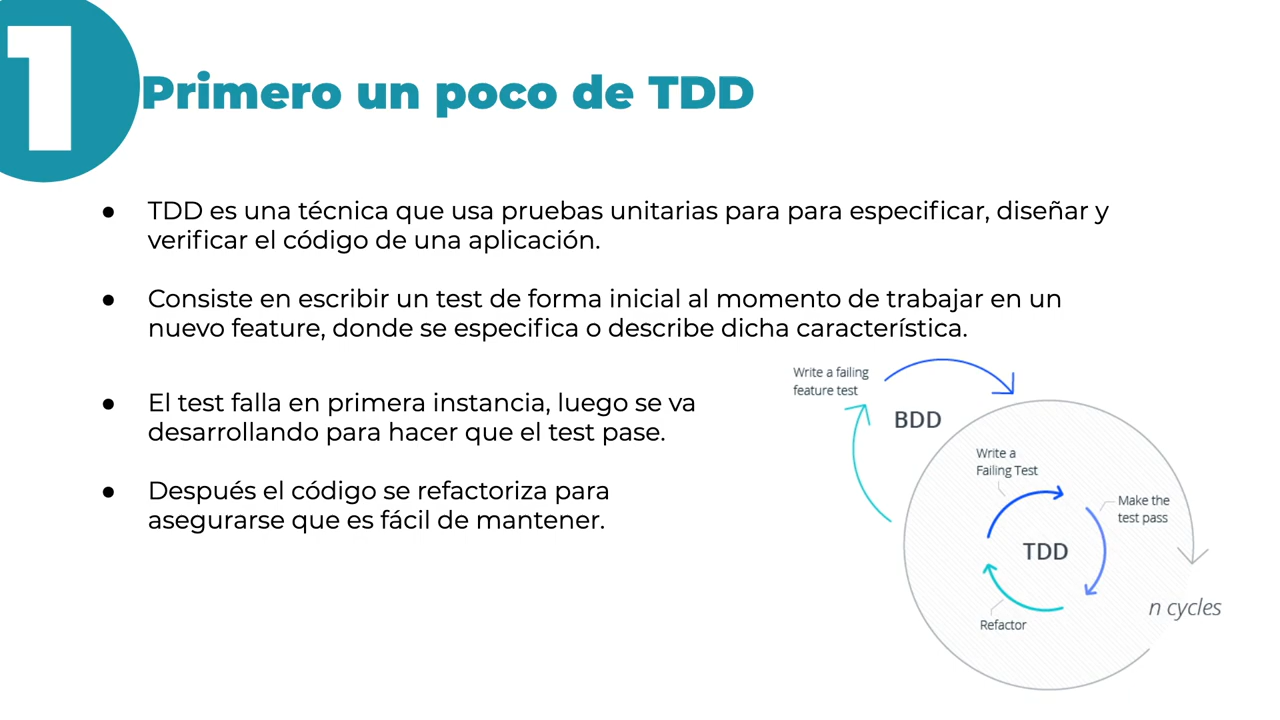 1
Primero un poco de TDD
● TDD es una técnica que usa pruebas unitarias para para especificar, diseñar y
verificar el código de una aplicación.
● Consiste en escribir un test de forma inicial al momento de trabajar en un
nuevo feature, donde se especifica o describe dicha característica.
● El test falla en primera instancia, luego se va
desarrollando para hacer que el test pase.
● Después el código se refactoriza para
asegurarse que es fácil de mantener.
Write a failing
feature test
BDD
Write a
Failing Test
Make the
test pass
TDD
Refactor
n cycles